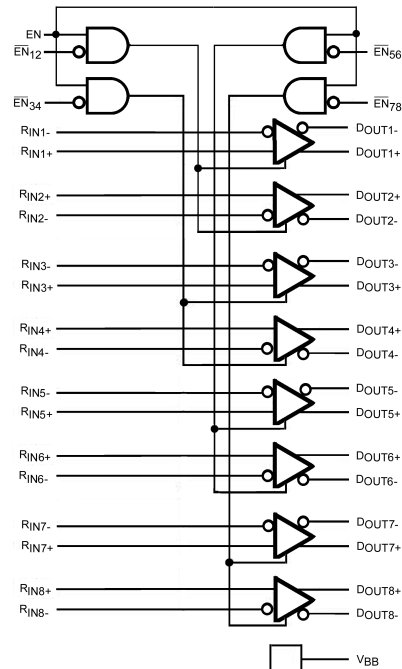 EN
EN12 EN56
EN34 EN78
RIN1- DOUT1-
RIN1+ DOUT1+
RIN2+ DOUT2+
RIN2- DOUT2-
RIN3- DOUT3-
RIN3+ DOUT3+
RIN4+ DOUT4+
RIN4- DOUT4-
RIN5- DOUT5-
RIN5+ DOUT5+
RIN6+ DOUT6+
RIN6- DOUT6-
RIN7- DOUT7-
RIN7+ DOUT7+
RIN8+ DOUT8+
RIN8- DOUT8-
VBB